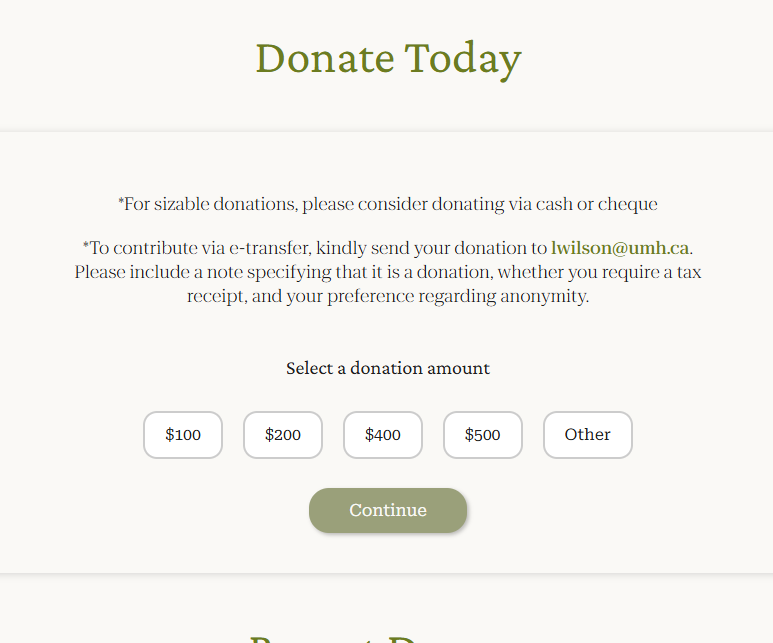 Donate Today
*For sizable donations, please consider donating via cash or cheque
*To contribute via e-transfer, kindly send your donation to lwilson@umh.ca.
Please include a note specifying that it is a donation, whether you require a tax
receipt, and your preference regarding anonymity.
Select a donation amount
$100 $200 $400 $500 Other
Continue